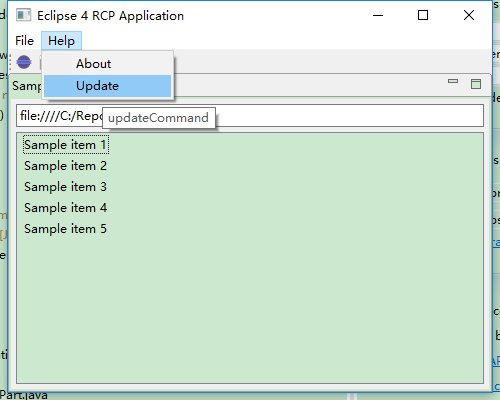 Eclipse 4 RCP Application
File Help
About
Update
Samp
updateCommand
file:////C:/Repo
Sample item 1
Sample item 2
Sample item 3
Sample item 4
Sample item 5
Part.java